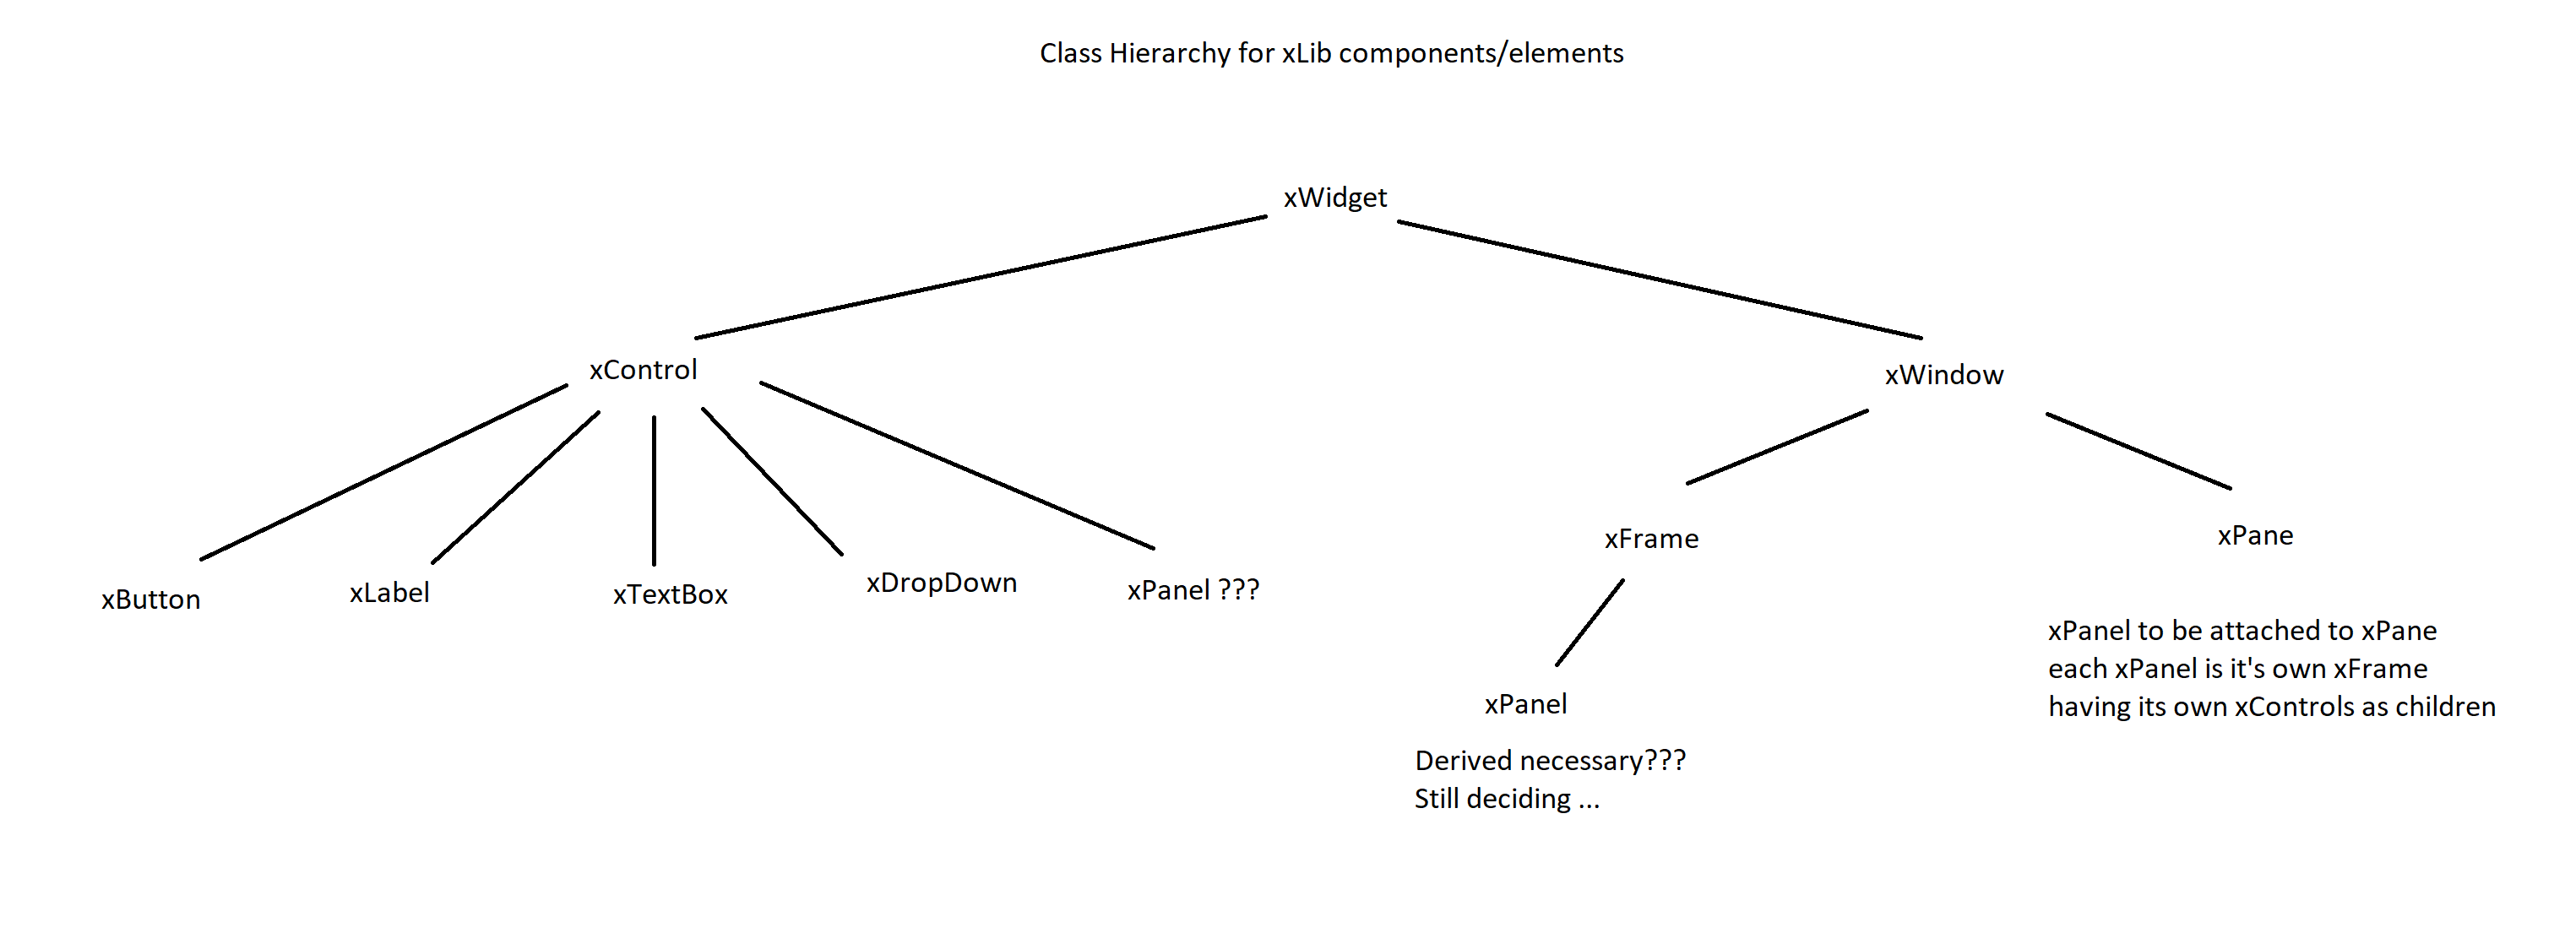 Class Hierarchy for xLib components/elements
xWidget
xControl
xWindow
xButton
xLabel
xTextBox
xDropDown
xPanel ???
xFrame
xPane
xPanel
Derived necessary???
Still deciding ...
xPanel to be attached to xPane
each xPanel is it's own xFrame
having its own xControls as children